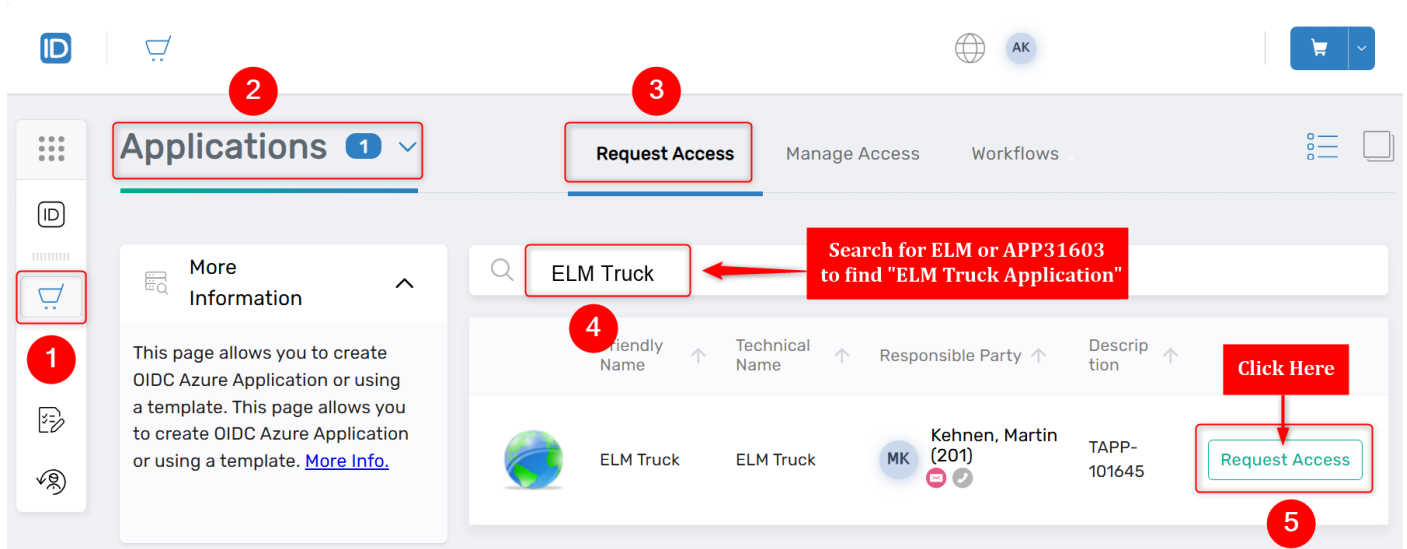 ID
AK
2
3
Applications 1
Request Access
Manage Access
Workflows
ID
More
Information
ELM Truck
Search for ELM or APP31603
to find "ELM Truck Application"
1
4
This page allows you to create
OIDC Azure Application or using
a template. This page allows you
to create OIDC Azure Application
or using a template. More Info.
riendly
Name
Technical
Name
Responsible Party
Descrip
tion
Click Here
ELM Truck
ELM Truck
MK
Kehnen, Martin
(201)
TAPP-
101645
Request Access
5